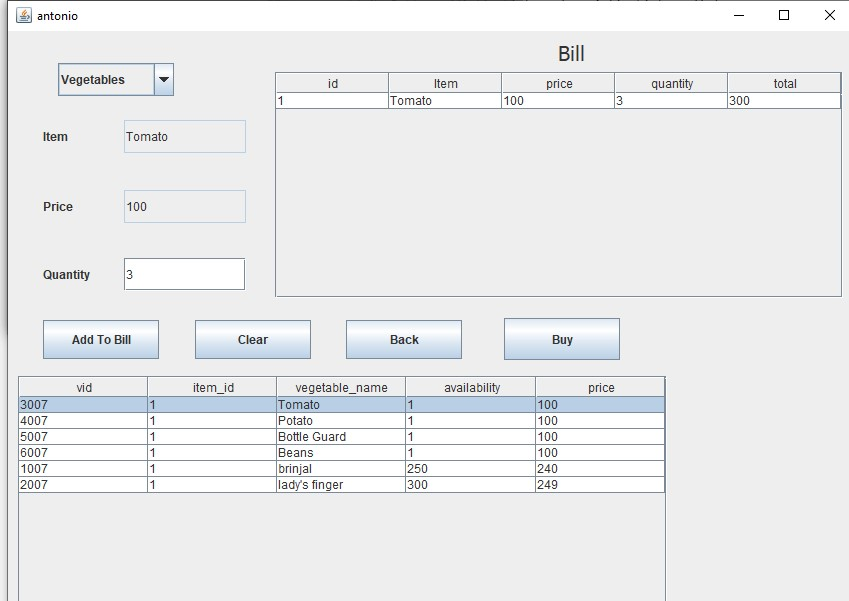 antonio
Bill
Vegetables
id Item price quantity total
1 Tomato 100 3 300
Item Tomato
Price 100
Quantity 3
Add To Bill Clear Back Buy
vid item_id vegetable_name availability price
3007 1 Tomato 1 100
4007 1 Potato 1 100
5007 1 Bottle Guard 1 100
6007 1 Beans 1 100
1007 1 brinjal 250 240
2007 1 lady's finger 300 249